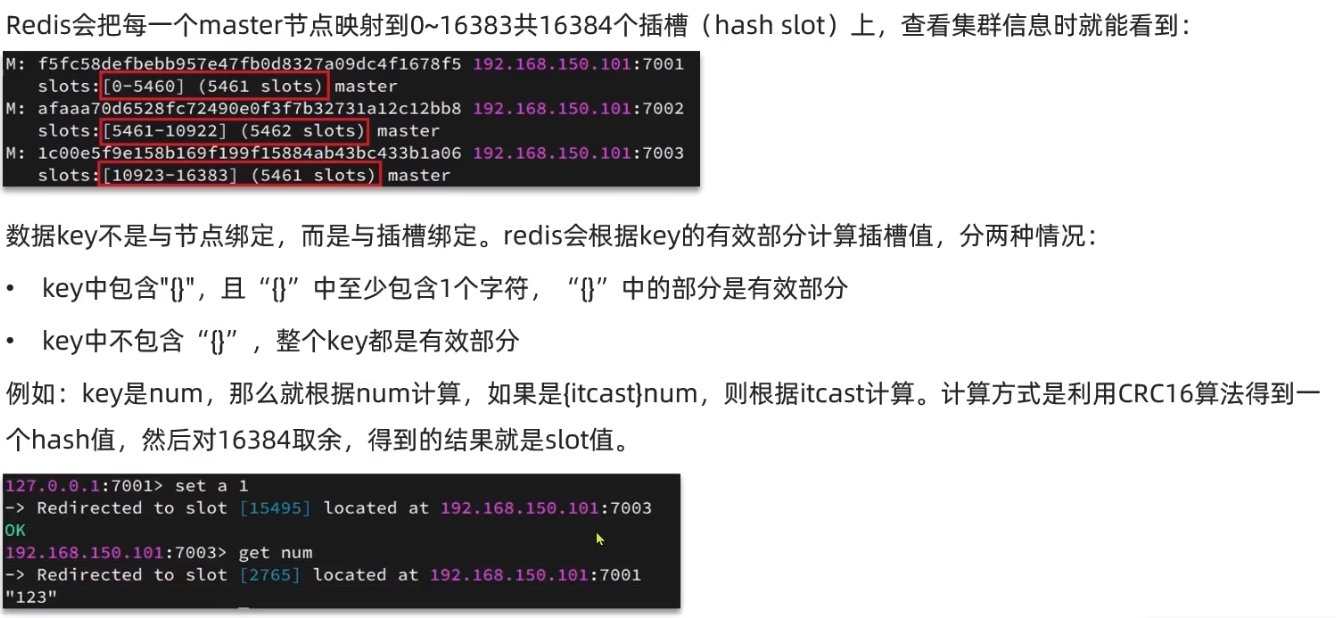 Redis会把每一个master节点映射到0~16383共16384个插槽（hash slot）上，查看集群信息时就能看到：
M: f5fc58defbebb957e47fb0d8327a09dc4f1678f5 192.168.150.101:7001
slots:[0-5460] (5461 slots) master
M: afaaa70d6528fc72490e0f3f7b32731a12c12bb8 192.168.150.101:7002
slots:[5461-10922] (5462 slots) master
M: 1c00e5f9e158b169f199f15884ab43bc433b1a06 192.168.150.101:7003
slots:[10923-16383] (5461 slots) master
数据key不是与节点绑定，而是与插槽绑定。redis会根据key的有效部分计算插槽值，分两种情况：
• key中包含"{}"，且“{}”中至少包含1个字符，“{}”中的部分是有效部分
• key中不包含“{}”，整个key都是有效部分
例如：key是num，那么就根据num计算，如果是{itcast}num，则根据itcast计算。计算方式是利用CRC16算法得到一
个hash值，然后对16384取余，得到的结果就是slot值。
127.0.0.1:7001> set a 1
-> Redirected to slot [15495] located at 192.168.150.101:7003
OK
192.168.150.101:7003> get num
-> Redirected to slot [2765] located at 192.168.150.101:7001
"123"